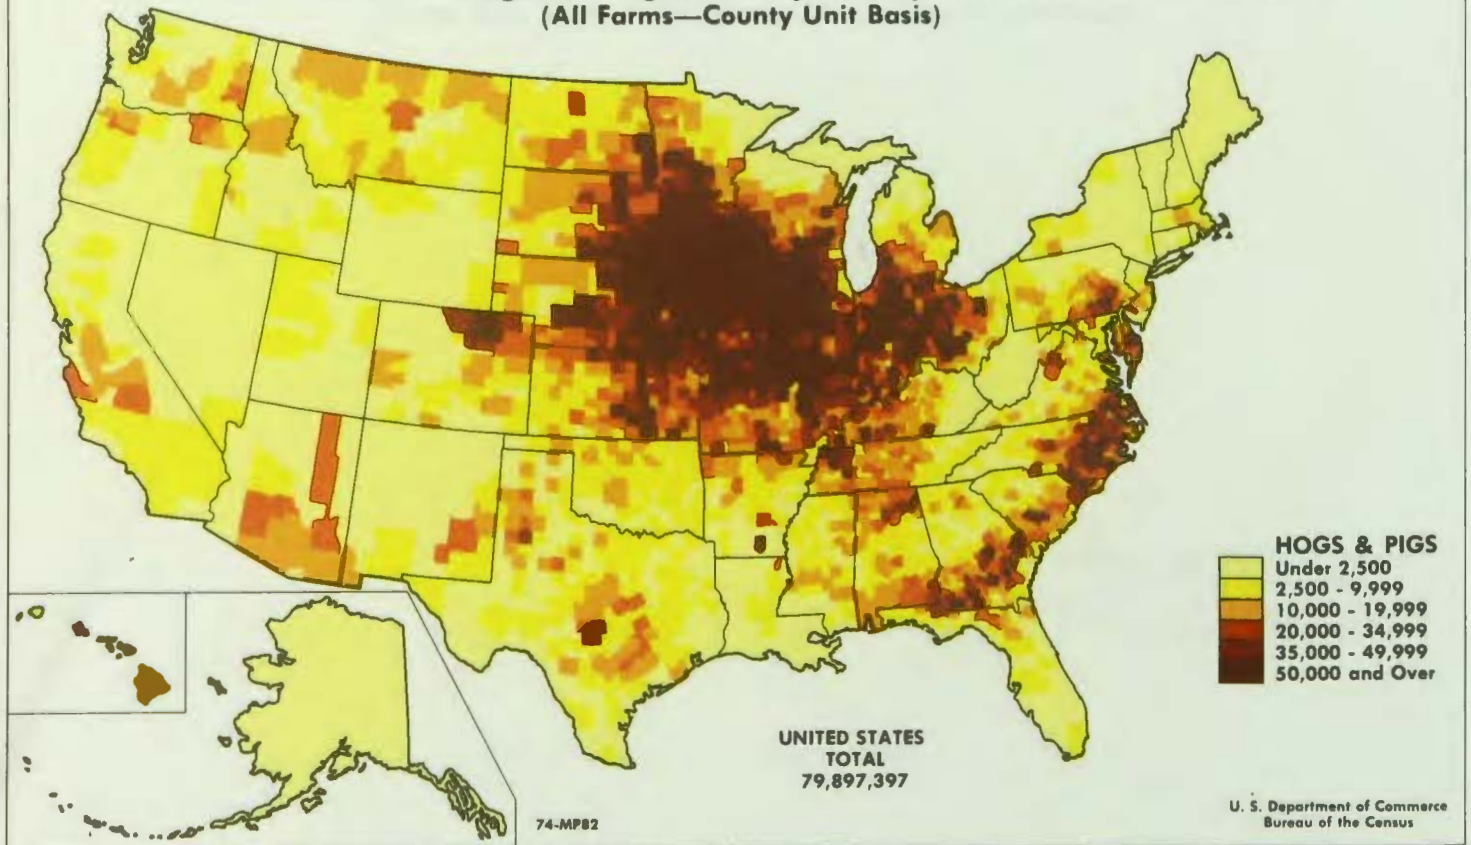 (All Farms—County Unit Basis)
HOGS & PIGS
Under 2,500
2,500 - 9,999
10,000 - 19,999
20,000 - 34,999
35,000 - 49,999
50,000 and Over
UNITED STATES
TOTAL
79,897,397
74-MP82
U. S. Department of Commerce
Bureau of the Census